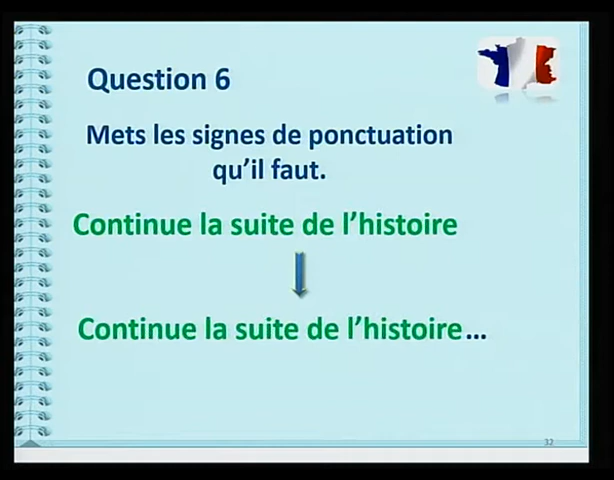 Question 6
Mets les signes de ponctuation
qu'il faut.
Continue la suite de l'histoire
Continue la suite de l'histoire...
32